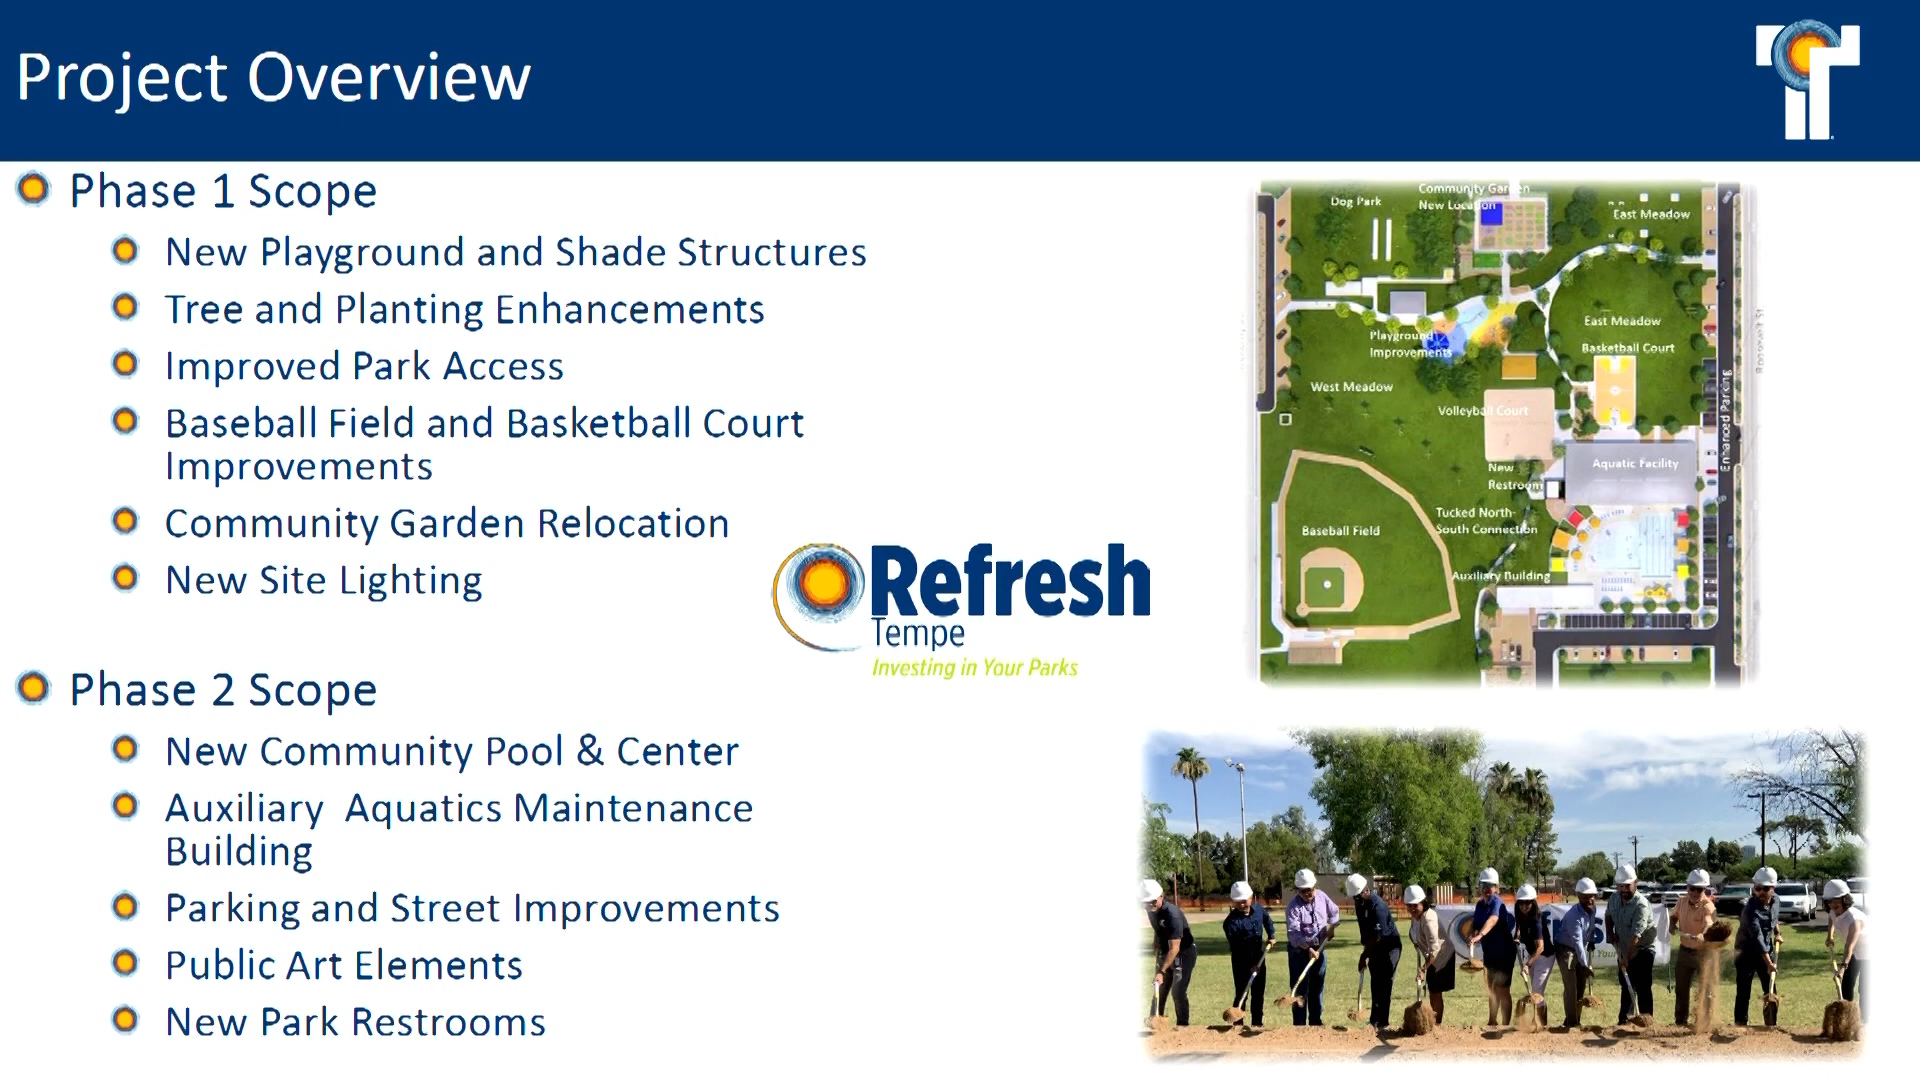 Project Overview
Phase 1 Scope
New Playground and Shade Structures
Tree and Planting Enhancements
Improved Park Access
Baseball Field and Basketball Court
Improvements
Community Garden Relocation
New Site Lighting
Phase 2 Scope
New Community Pool & Center
Auxiliary  Aquatics Maintenance
Building
Parking and Street Improvements
Public Art Elements
New Park Restrooms
Refresh
Tempe
Investing in Your Parks
Community Garden
New Location
Dog Park
East Meadow
East Meadow
Playground
Improvements
Basketball Court
West Meadow
Volleyball Court
Enhanced Parking
Aquatic Facility
New
Restroom
Tucked North-
South Connection
Baseball Field
Auxiliary Building